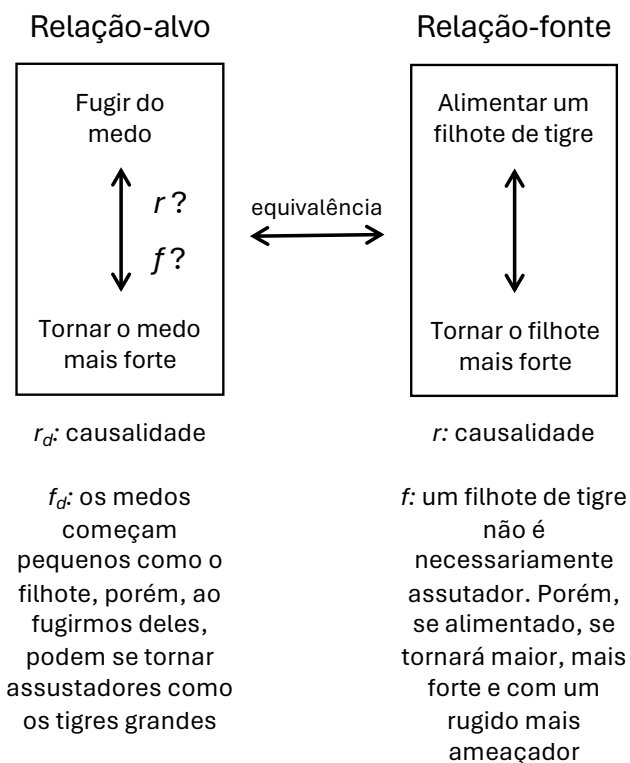 Relação-alvo
Relação-fonte
Fugir do
medo
r ?
f ?
Tornar o medo
mais forte
equivalência
Alimentar um
filhote de tigre
Tornar o filhote
mais forte
rd: causalidade
fd: os medos
começam
pequenos como o
filhote, porém, ao
fugirmos deles,
podem se tornar
assustadores como
os tigres grandes
r: causalidade
f: um filhote de tigre
não é
necessariamente
assutador. Porém,
se alimentado, se
tornará maior, mais
forte e com um
rugido mais
ameaçador